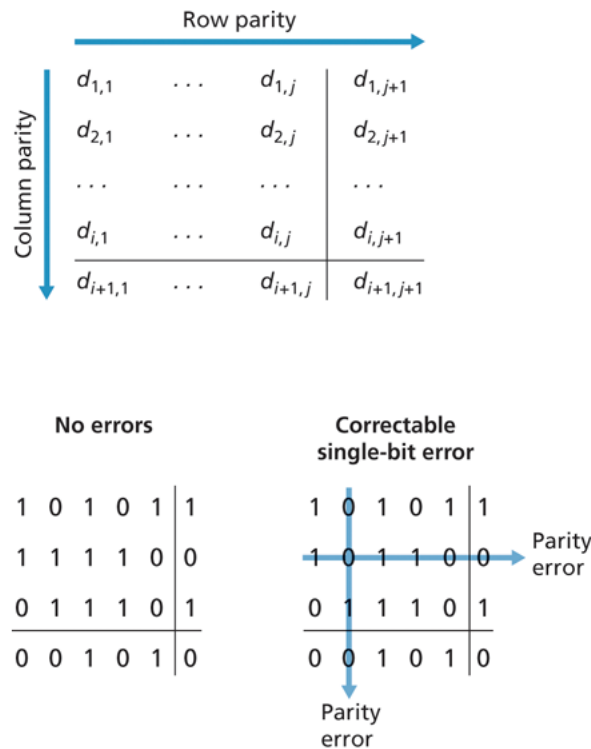 Row parity
Column parity
d1,1 ... d1,j d1,j+1
d2,1 ... d2,j d2,j+1
... ... ... ...
di,1 ... di,j di,j+1
di+1,1 ... di+1,j di+1,j+1
No errors
1 0 1 0 1 1
1 1 1 1 0 0
0 1 1 1 0 1
0 0 1 0 1 0
Correctable
single-bit error
1 0 1 0 1 1
1 0 1 1 0 0
0 1 1 1 0 1
0 0 1 0 1 0
Parity
error
Parity
error